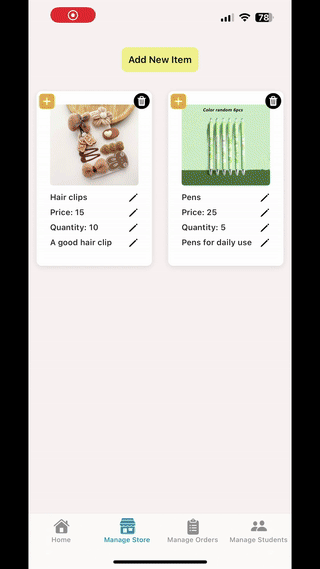 78
Add New Item
Color random 6pcs
Hair clips
Price: 15
Quantity: 10
A good hair clip
Pens
Price: 25
Quantity: 5
Pens for daily use
Home
Manage Store
Manage Orders
Manage Students